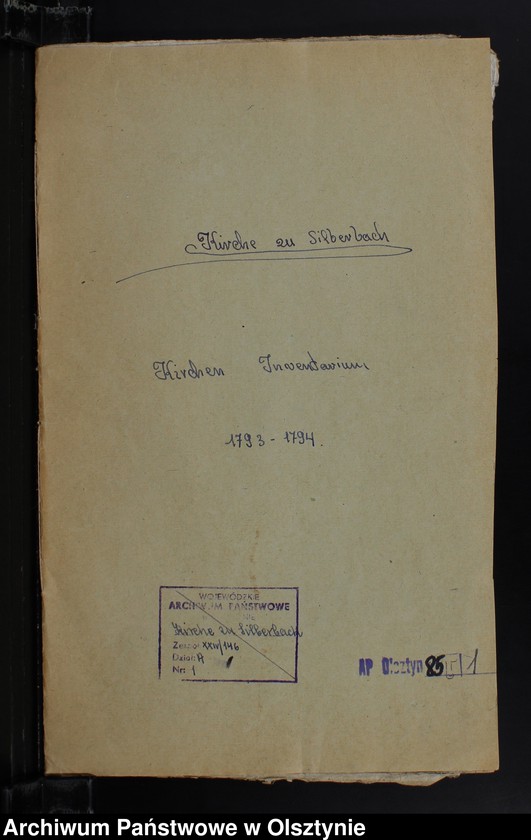 Kirche zu Silberbach
Kirchen Inventarium
1793 - 1794.
WOJEWÓDZKIE
ARCHIWUM PAŃSTWOWE
Kirche zu Silberbach
Zespół XXIV/146
Dział: A
Nr: 1
AP Olsztyn 85 1
Archiwum Państwowe w Olsztynie